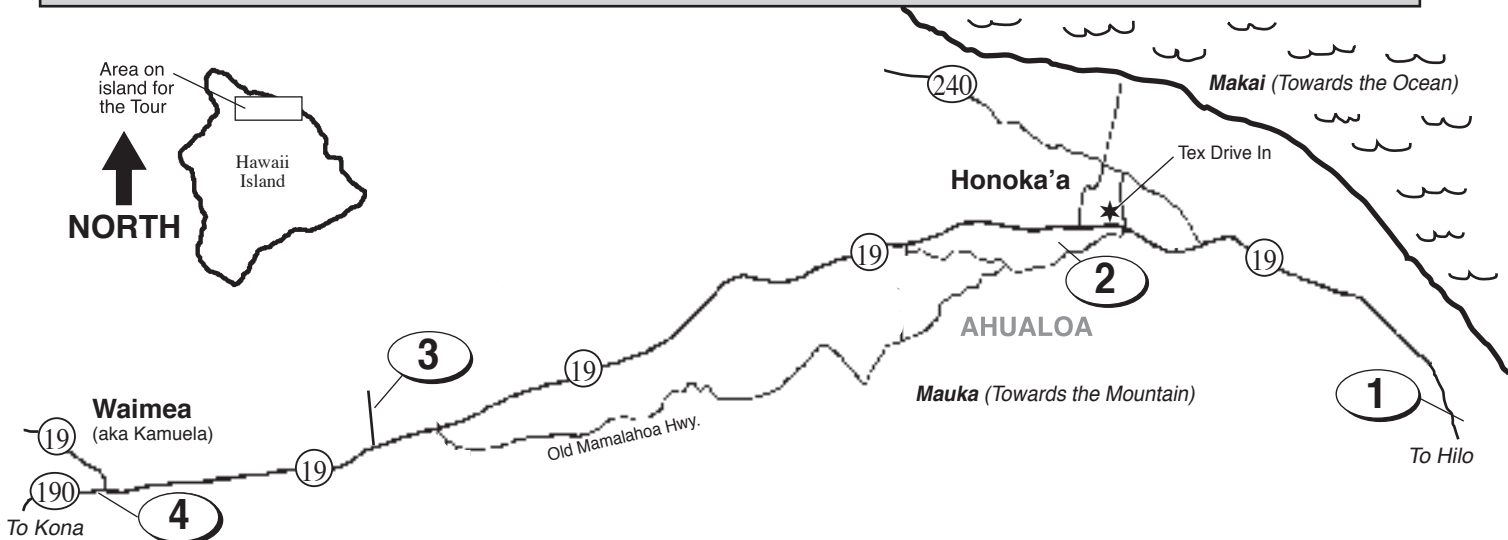 Area on
island for
the Tour
Hawaii
Island
NORTH
240
Makai (Towards the Ocean)
Tex Drive In
Honoka’a
19
19
2
AHUALOA
3
19
Mauka (Towards the Mountain)
1
To Hilo
Waimea
(aka Kamuela)
19
Old Mamalahoa Hwy.
19
190
4
To Kona